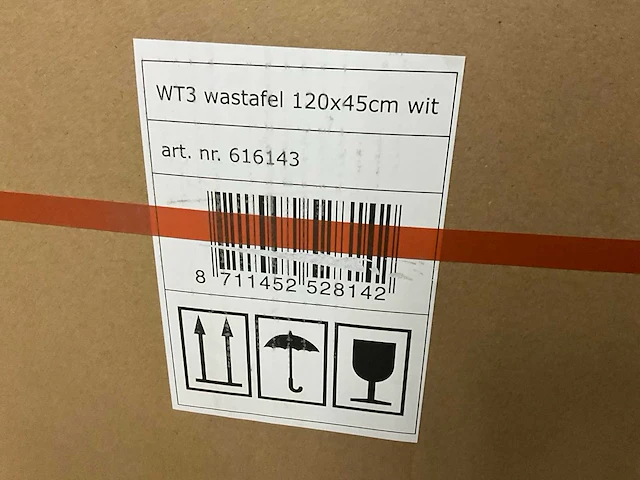 WT3 wastafel 120x45cm wit
art. nr. 616143
8 711452 528142